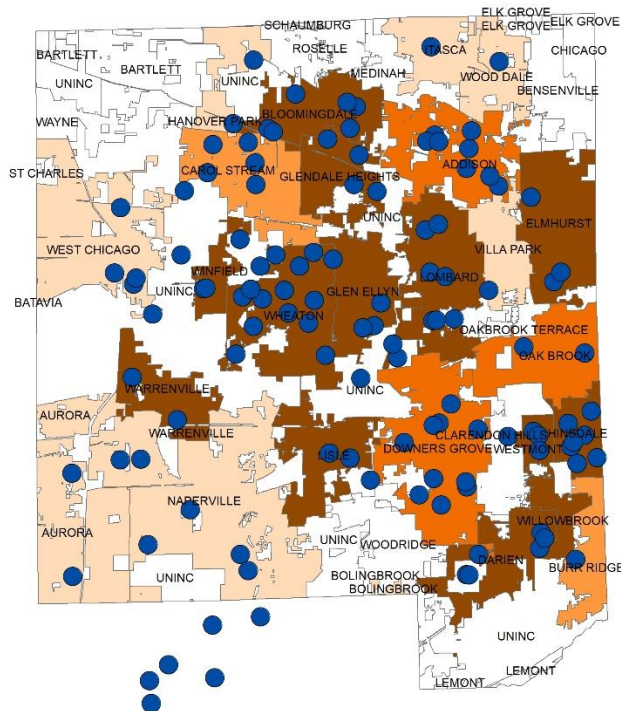 ELK GROVE
SCHAUMBURG
ELK GROVE
ELK GROVE
BARTLETT
ROSELLE
ITASCA
CHICAGO
BARTLETT
MEDINAH
UNINC
UNINC
WOOD DALE
BENSENVILLE
WAYNE
HANOVER PARK
BLOOMINGDALE
ADDISON
ST CHARLES
CAROL STREAM
GLENDALE HEIGHTS
UNINC
ELMHURST
WEST CHICAGO
VILLA PARK
WINFIELD
LOMBARD
UNINC
GLEN ELLYN
BATAVIA
WHEATON
OAKBROOK TERRACE
OAK BROOK
WARRENVILLE
UNINC
AURORA
WARRENVILLE
CLARENDON HILLS
HINSDALE
DOWNERS GROVE
WESTMONT
LISLE
NAPERVILLE
WILLOWBROOK
AURORA
UNINC
WOODRIDGE
DARIEN
BURR RIDGE
UNINC
BOLINGBROOK
BOLINGBROOK
UNINC
LEMONT
LEMONT